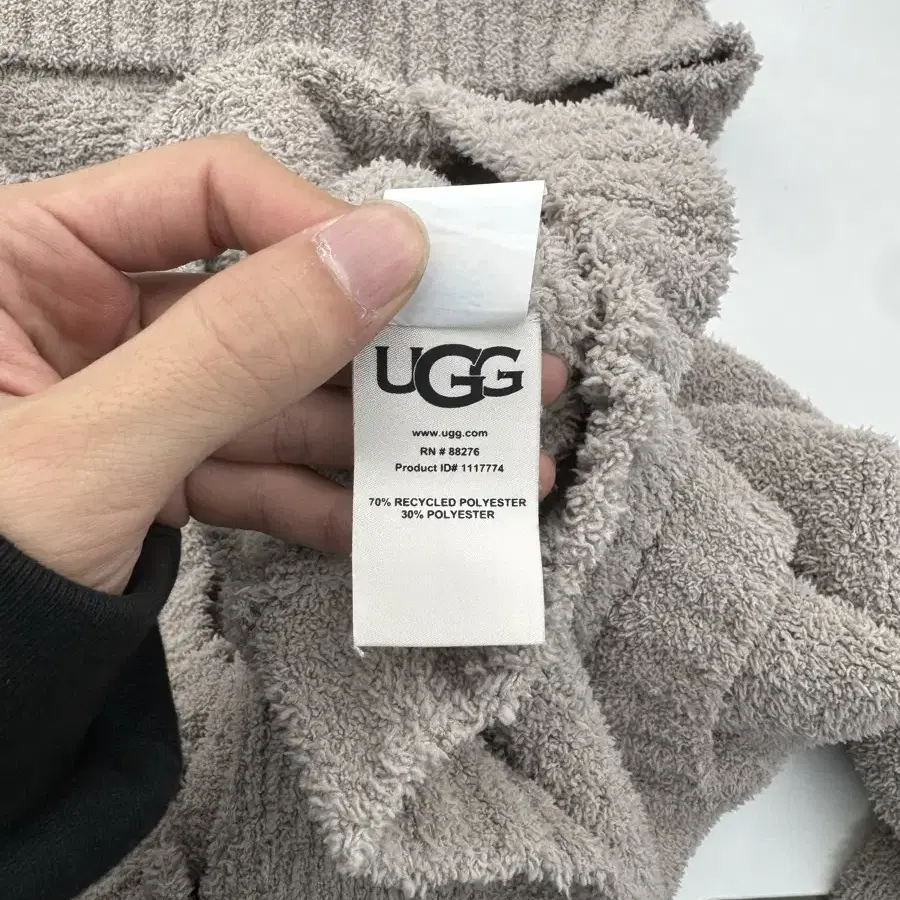 UGG
www.ugg.com
RN # 88276
Product ID# 1117774
70% RECYCLED POLYESTER
30% POLYESTER